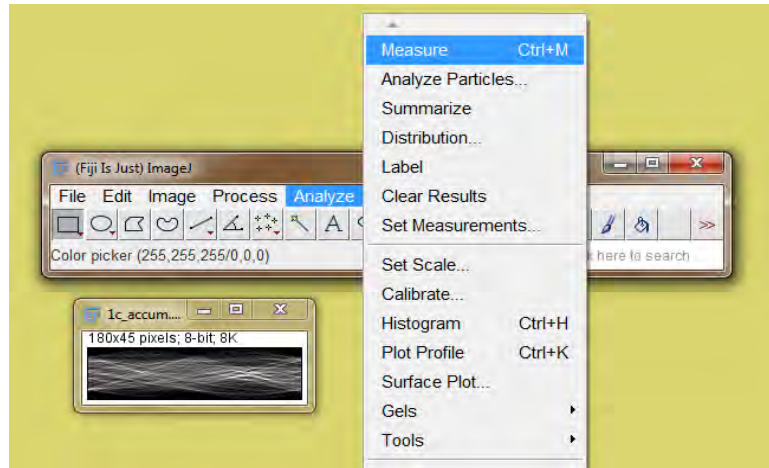 Measure Ctrl+M
Analyze Particles...
Summarize
Distribution...
Label
Clear Results
Set Measurements...
Set Scale...
Calibrate...
Histogram Ctrl+H
Plot Profile Ctrl+K
Surface Plot...
Gels
Tools
(Fiji Is Just) ImageJ
File Edit Image Process Analyze
A
Color picker (255,255,255/0,0,0)
here to search
>>
1c_accum....
180x45 pixels; 8-bit; 8K